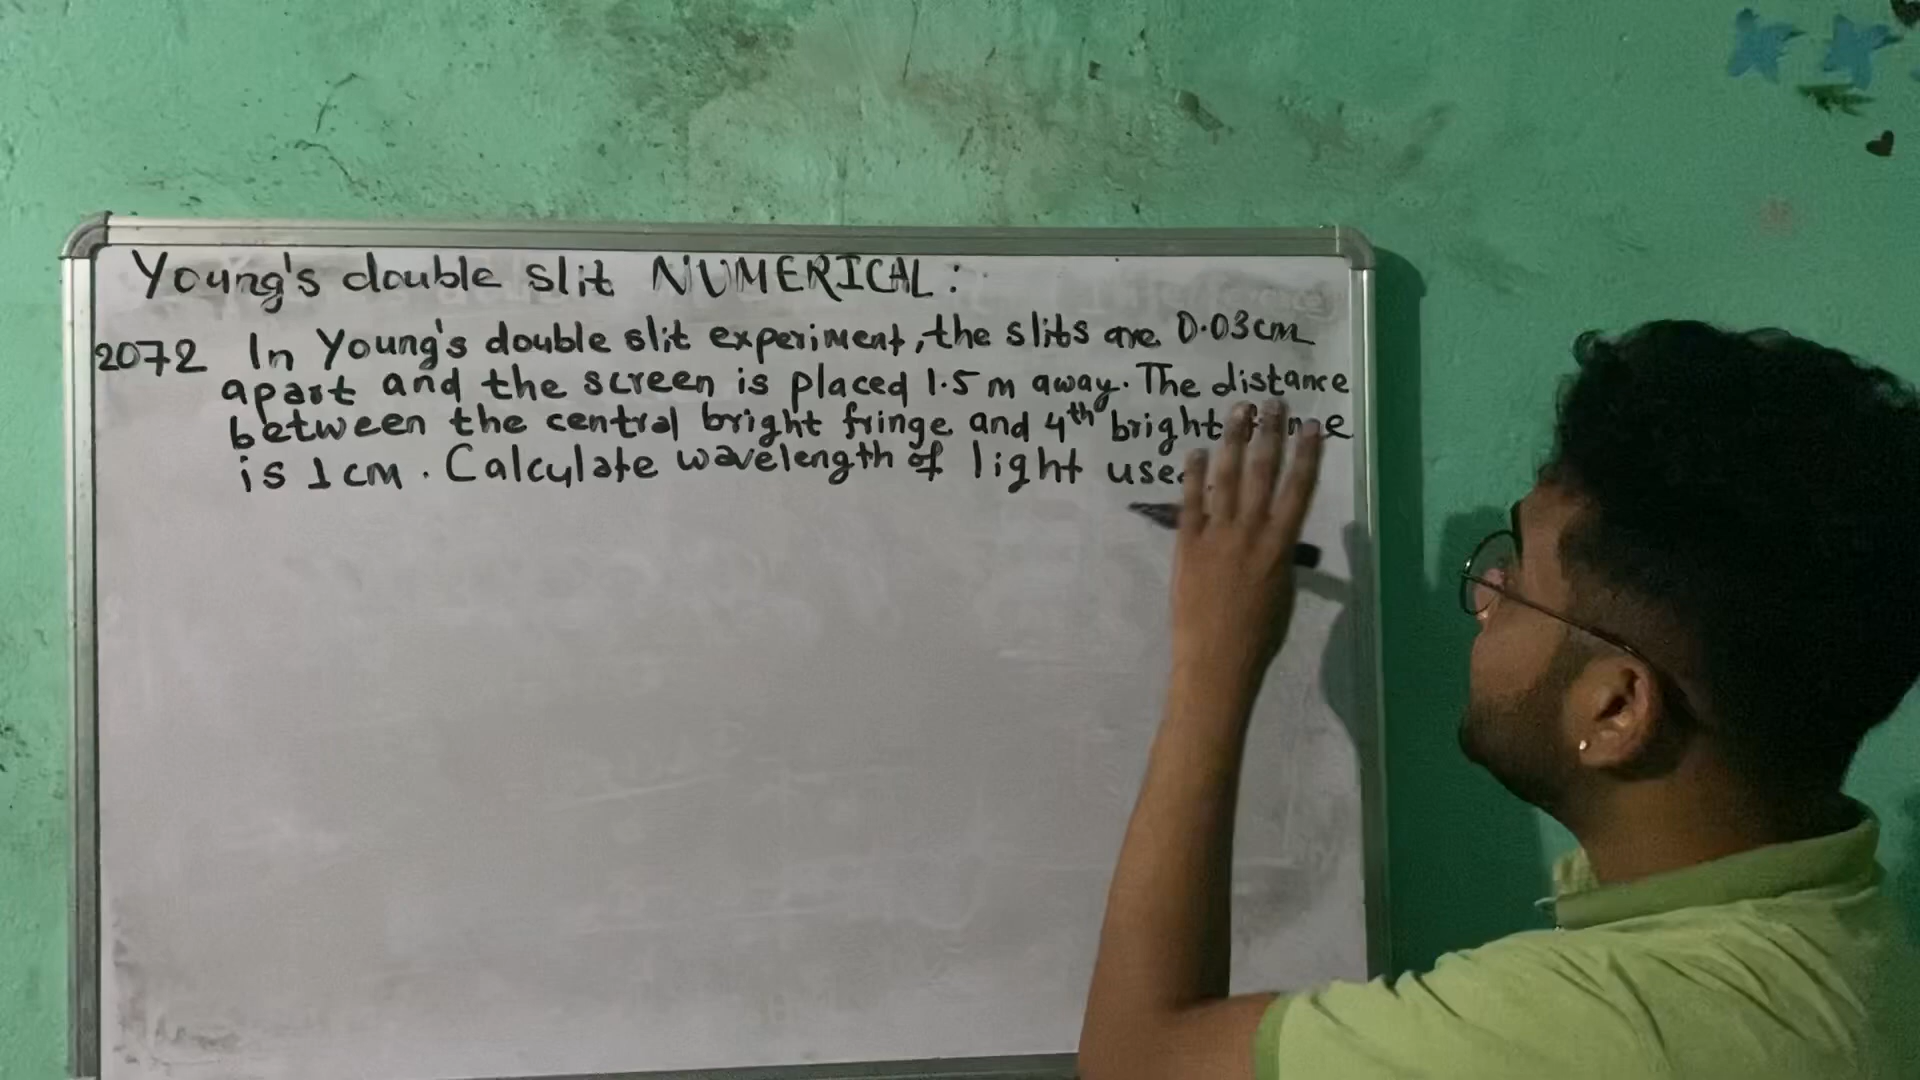 Young's double slit NUMERICAL:
2072 In Young's double slit experiment, the slits are 0.03cm
apart and the screen is placed 1.5 m away. The distance
between the central bright fringe and 4th bright
is 1 cm. Calculate wavelength of light